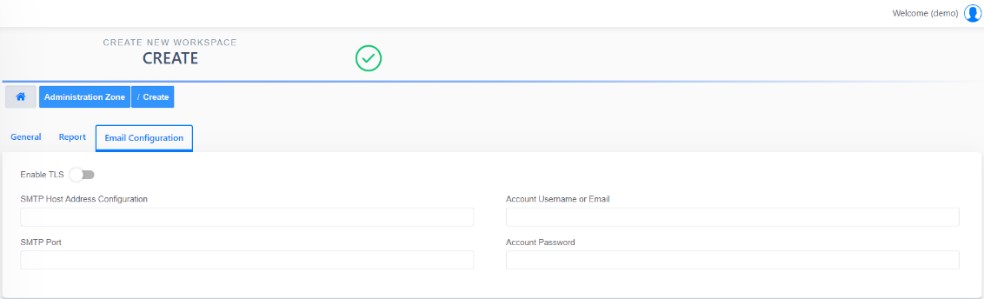 Welcome (demo)
CREATE NEW WORKSPACE
CREATE
Administration Zone / Create
General Report Email Configuration
Enable TLS
SMTP Host Address Configuration Account Username or Email
SMTP Port Account Password